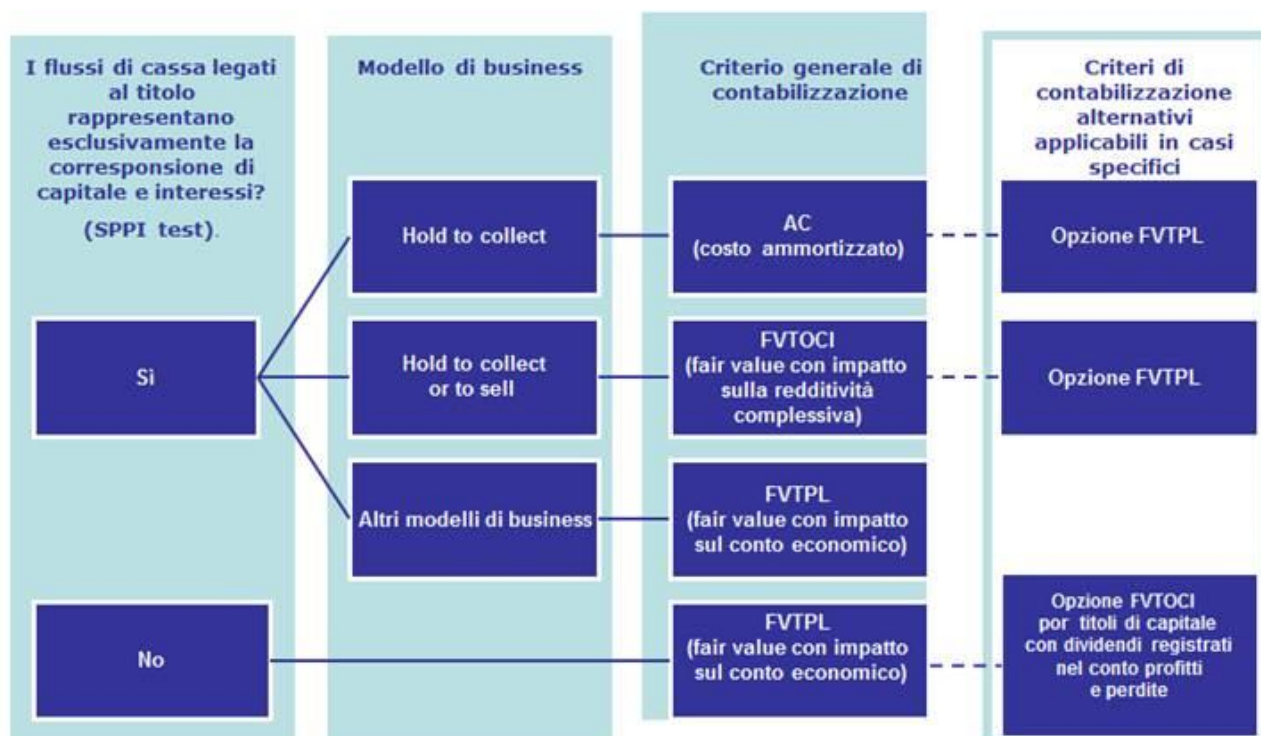 I flussi di cassa legati
al titolo
rappresentano
esclusivamente la
corresponsione di
capitale e interessi?
(SPPI test).
Modello di business
Criterio generale di
contabilizzazione
Criteri di
contabilizzazione
alternativi
applicabili in casi
specifici
Hold to collect
AC
(costo ammortizzato)
Opzione FVTPL
Sì
Hold to collect
or to sell
FVTOCI
(fair value con impatto
sulla redditività
complessiva)
Opzione FVTPL
Altri modelli di business
FVTPL
(fair value con impatto
sul conto economico)
No
FVTPL
(fair value con impatto
sul conto economico)
Opzione FVTOCI
por titoli di capitale
con dividendi registrati
nel conto profitti
e perdite